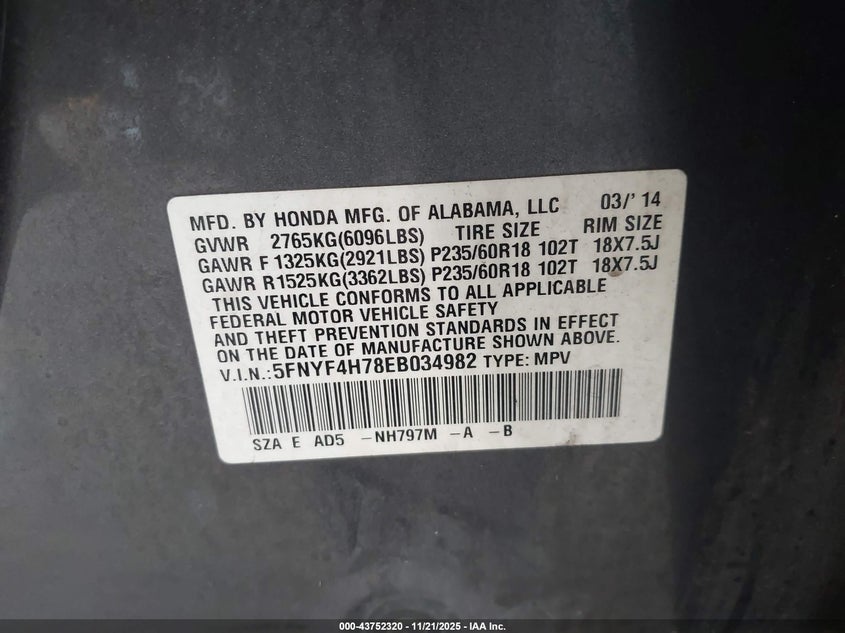 MFD. BY HONDA MFG. OF ALABAMA, LLC 03/' 14
GVWR 2765KG(6096LBS) TIRE SIZE RIM SIZE
GAWR F 1325KG(2921LBS) P235/60R18 102T 18X7.5J
GAWR R1525KG(3362LBS) P235/60R18 102T 18X7.5J
THIS VEHICLE CONFORMS TO ALL APPLICABLE
FEDERAL MOTOR VEHICLE SAFETY
AND THEFT PREVENTION STANDARDS IN EFFECT
ON THE DATE OF MANUFACTURE SHOWN ABOVE.
V.I.N.:5FNYF4H78EB034982 TYPE: MPV
SZA E AD5 -NH797M -A -B
000-43752320 - 11/21/2025 - IAA Inc.